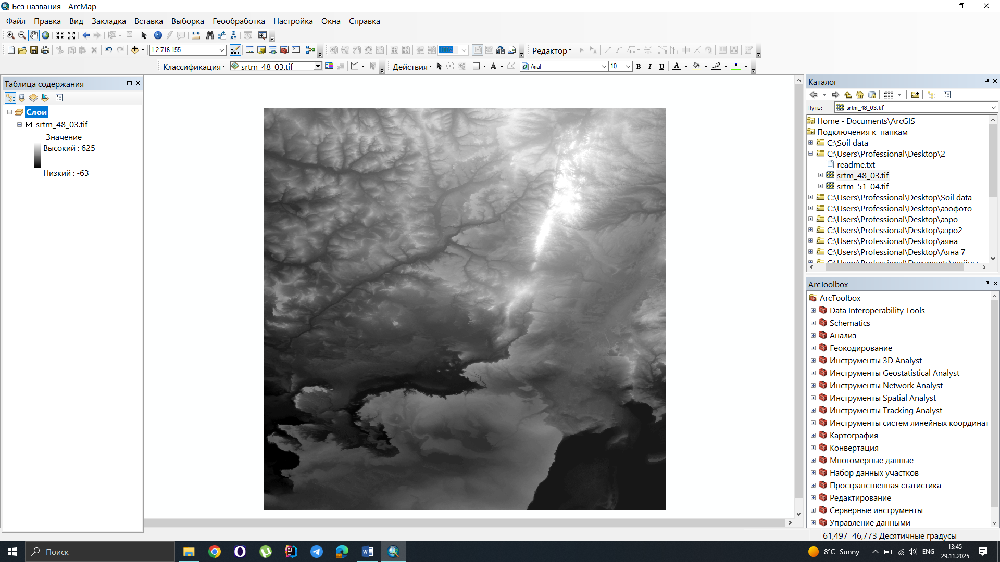 Без названия - ArcMap
Файл Правка Вид Закладка Вставка Выборка Геообработка Настройка Окна Справка
1:2 716 155
100%
Редактор
Классификация
srtm_48_03.tif
Действия
Arial
10
B I U
A
Таблица содержания
Слои
srtm_48_03.tif
Значение
Высокий : 625
Низкий : -63
Каталог
Путь: srtm_48_03.tif
Home - Documents\ArcGIS
Подключения к папкам
C:\Soil data
C:\Users\Professional\Desktop\2
readme.txt
srtm_48_03.tif
srtm_51_04.tif
C:\Users\Professional\Desktop\Soil data
C:\Users\Professional\Desktop\аэофото
C:\Users\Professional\Desktop\аэро
C:\Users\Professional\Desktop\аэро2
C:\Users\Professional\Desktop\аяна
C:\Users\Professional\Desktop\Аяна 7
ArcToolbox
ArcToolbox
Data Interoperability Tools
Schematics
Анализ
Геокодирование
Инструменты 3D Analyst
Инструменты Geostatistical Analyst
Инструменты Network Analyst
Инструменты Spatial Analyst
Инструменты Tracking Analyst
Инструменты систем линейных координат
Картография
Конвертация
Многомерные данные
Набор данных участков
Пространственная статистика
Редактирование
Серверные инструменты
Управление данными
61,497 46,773 Десятичные градусы
Поиск
8°C Sunny
ENG
13:45
29.11.2025